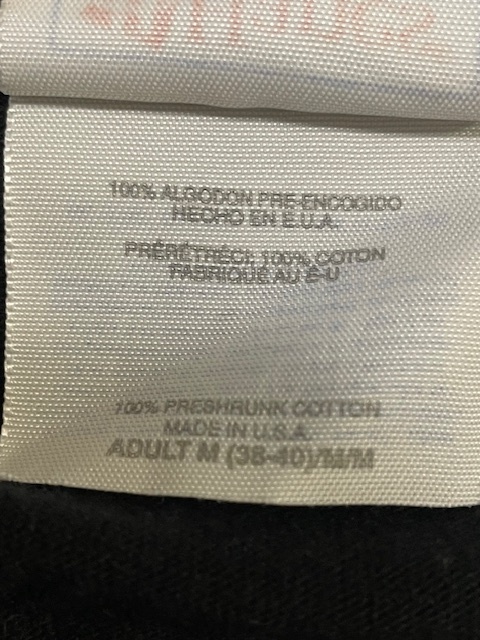 100% ALGODON PRE-ENCOGIDO
HECHO EN E.U.A.
PRÉRÉTRÉCI, 100% COTON
FABRIQUÉ AU É-U
100% PRESHRUNK COTTON
MADE IN U.S.A.
ADULT M (38-40)/M/M